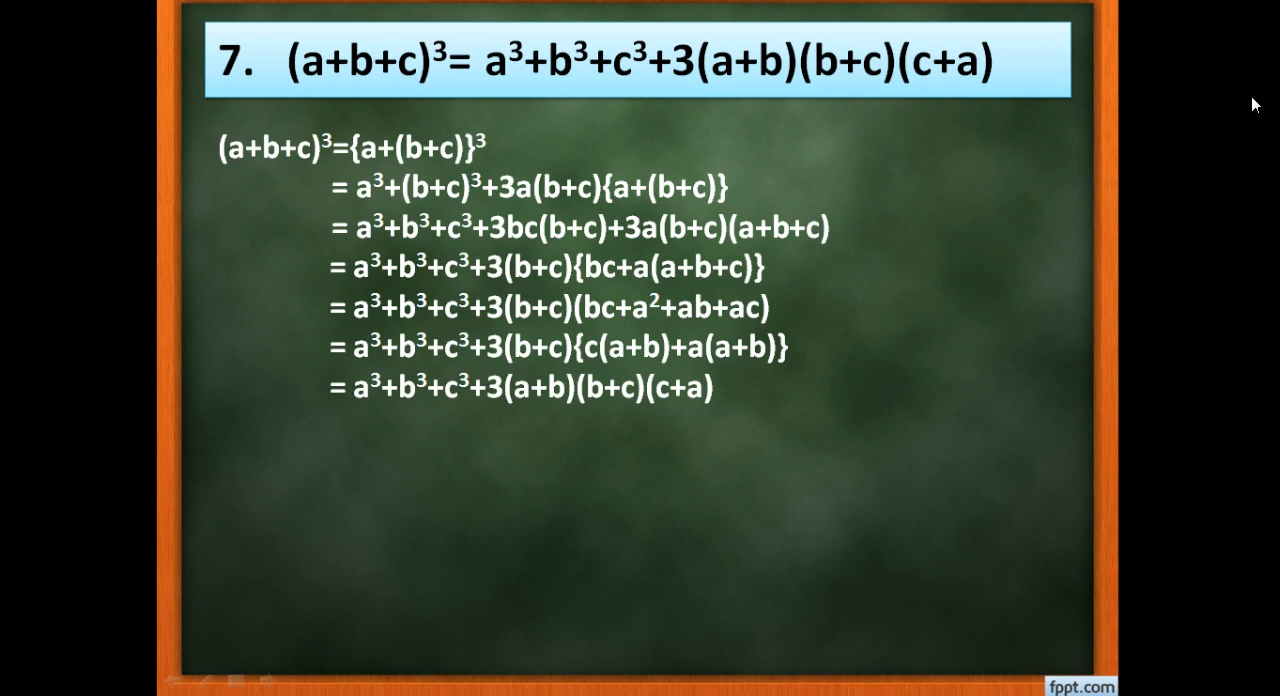 7. (a+b+c)³= a³+b³+c³+3(a+b)(b+c)(c+a)
(a+b+c)³={a+(b+c)}³
= a³+(b+c)³+3a(b+c){a+(b+c)}
= a³+b³+c³+3bc(b+c)+3a(b+c)(a+b+c)
= a³+b³+c³+3(b+c){bc+a(a+b+c)}
= a³+b³+c³+3(b+c)(bc+a²+ab+ac)
= a³+b³+c³+3(b+c){c(a+b)+a(a+b)}
= a³+b³+c³+3(a+b)(b+c)(c+a)
fppt.com